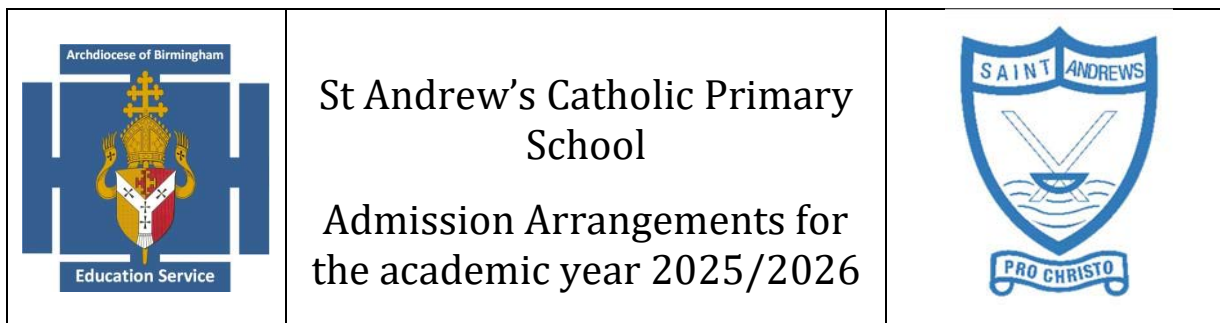 Archdiocese of Birmingham
Education Service
St Andrew's Catholic Primary
School
Admission Arrangements for
the academic year 2025/2026
SAINT ANDREWS
PRO CHRISTO